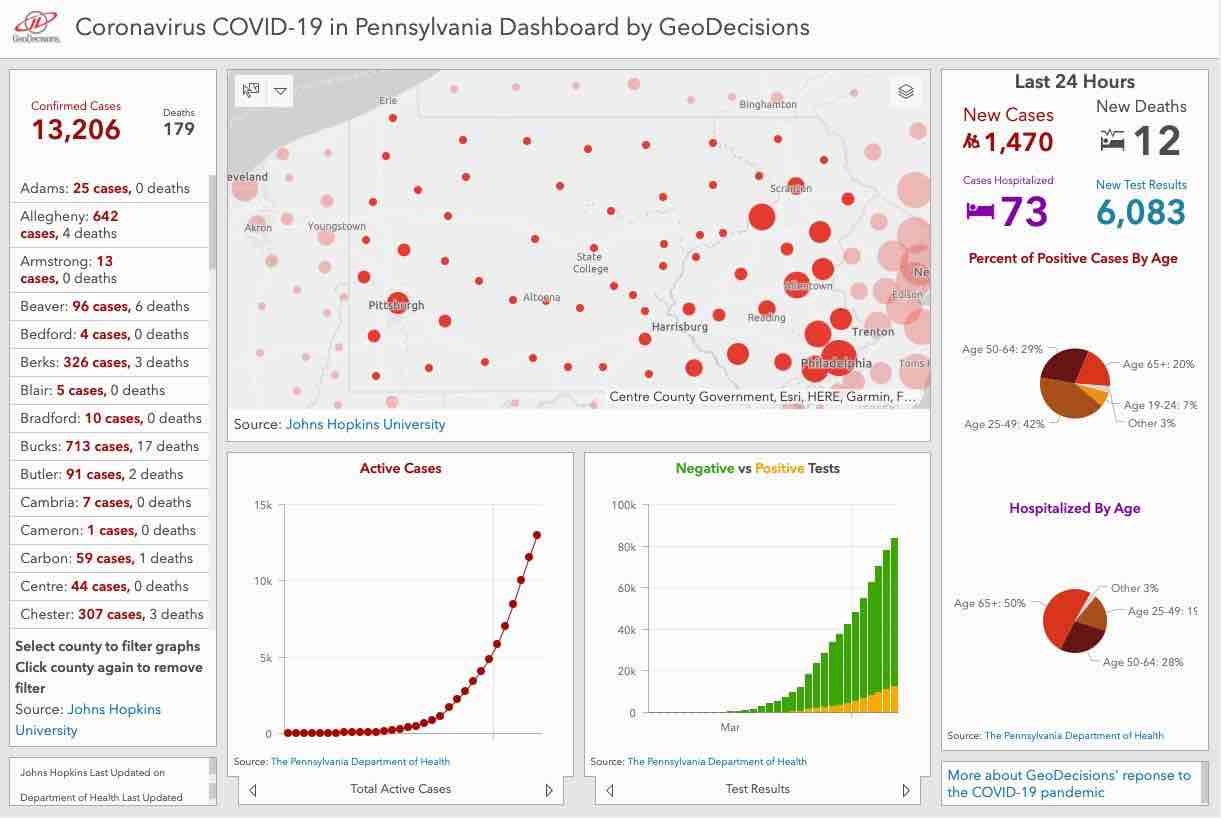 GeoDecisions.
Coronavirus COVID-19 in Pennsylvania Dashboard by GeoDecisions
Confirmed Cases
13,206
Deaths
179
Adams: 25 cases, 0 deaths
Allegheny: 642
cases, 4 deaths
Armstrong: 13
cases, 0 deaths
Beaver: 96 cases, 6 deaths
Bedford: 4 cases, 0 deaths
Berks: 326 cases, 3 deaths
Blair: 5 cases, 0 deaths
Bradford: 10 cases, 0 deaths
Bucks: 713 cases, 17 deaths
Butler: 91 cases, 2 deaths
Cambria: 7 cases, 0 deaths
Cameron: 1 cases, 0 deaths
Carbon: 59 cases, 1 deaths
Centre: 44 cases, 0 deaths
Chester: 307 cases, 3 deaths
Select county to filter graphs
Click county again to remove
filter
Source: Johns Hopkins
University
Johns Hopkins Last Updated on
Department of Health Last Updated
Erie
Binghamton
eveland
Akron
Youngstown
Scranton
State
College
Altoona
Pittsburgh
Harrisburg
Reading
Allentown
Ne
Edison
Trenton
Philadelphia
Toms R
Centre County Government, Esri, HERE, Garmin, F...
Source: Johns Hopkins University
Active Cases
15k
10k
5k
0
Source: The Pennsylvania Department of Health
Total Active Cases
Negative vs Positive Tests
100k
80k
60k
40k
20k
0
Mar
Source: The Pennsylvania Department of Health
Test Results
Last 24 Hours
New Cases
1,470
New Deaths
12
Cases Hospitalized
73
New Test Results
6,083
Percent of Positive Cases By Age
Age 50-64: 29%
Age 65+: 20%
Age 19-24: 7%
Other 3%
Age 25-49: 42%
Hospitalized By Age
Other 3%
Age 65+: 50%
Age 25-49: 19
Age 50-64: 28%
Source: The Pennsylvania Department of Health
More about GeoDecisions' reponse to
the COVID-19 pandemic